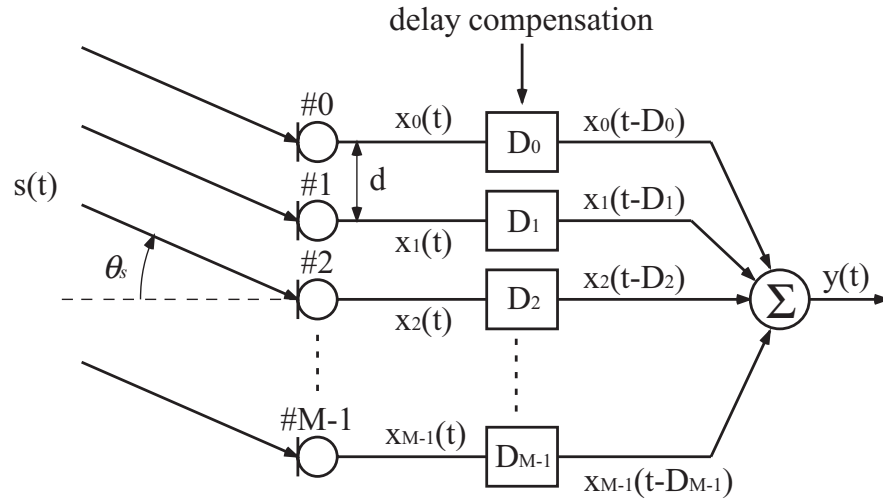 delay compensation
#0
x0(t)
D0
x0(t-D0)
d
#1
x1(t)
D1
x1(t-D1)
s(t)
θs
#2
x2(t)
D2
x2(t-D2)
Σ
y(t)
#M-1
xM-1(t)
DM-1
xM-1(t-DM-1)